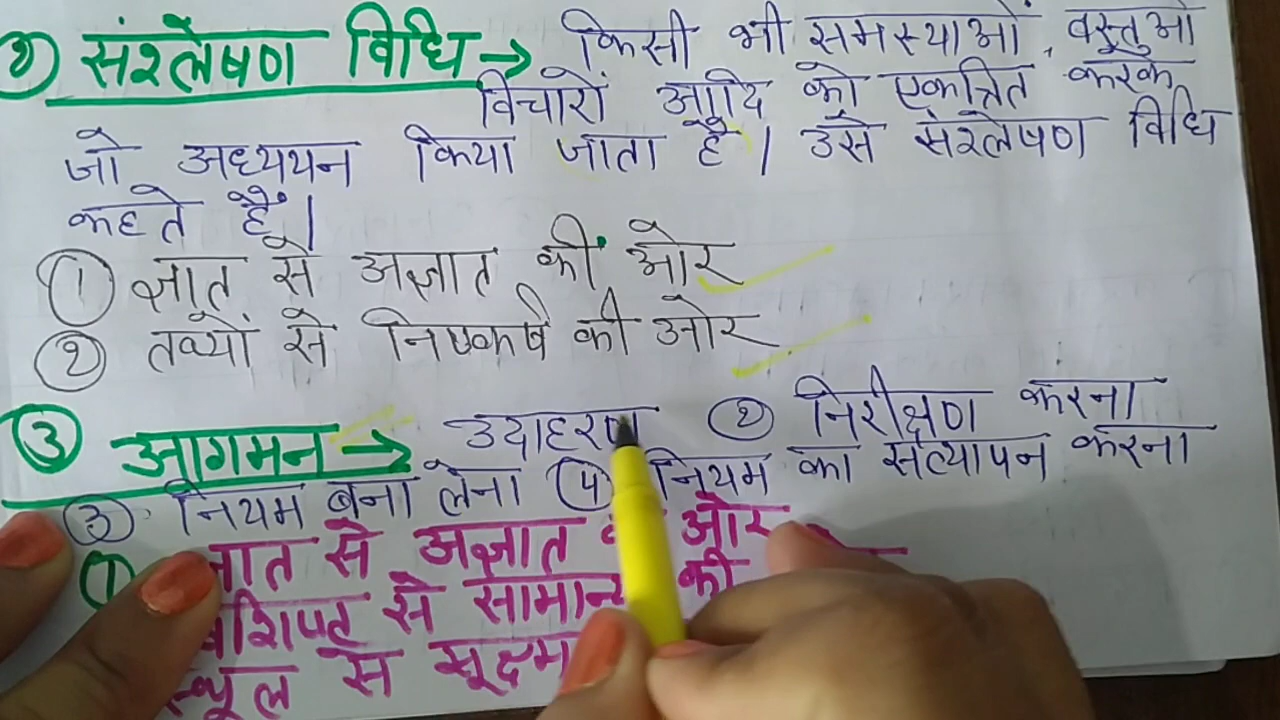 २) संश्लेषण विधि → किसी भी समस्याओं, वस्तुओ
विचारों आदि को एकत्रित करके
जो अध्ययन किया जाता है। उसे संश्लेषण विधि
कहते हैं।
① ज्ञात से अज्ञात की ओर
② तथ्यों से निष्कर्ष की ओर
③ आगमन → उदाहरण ② निरीक्षण करना
③ नियम बना लेना ④ नियम का सत्यापन करना
① ज्ञात से अज्ञात ओर
विशिष्ट से सामान्य की
स्थूल से सूक्ष्म